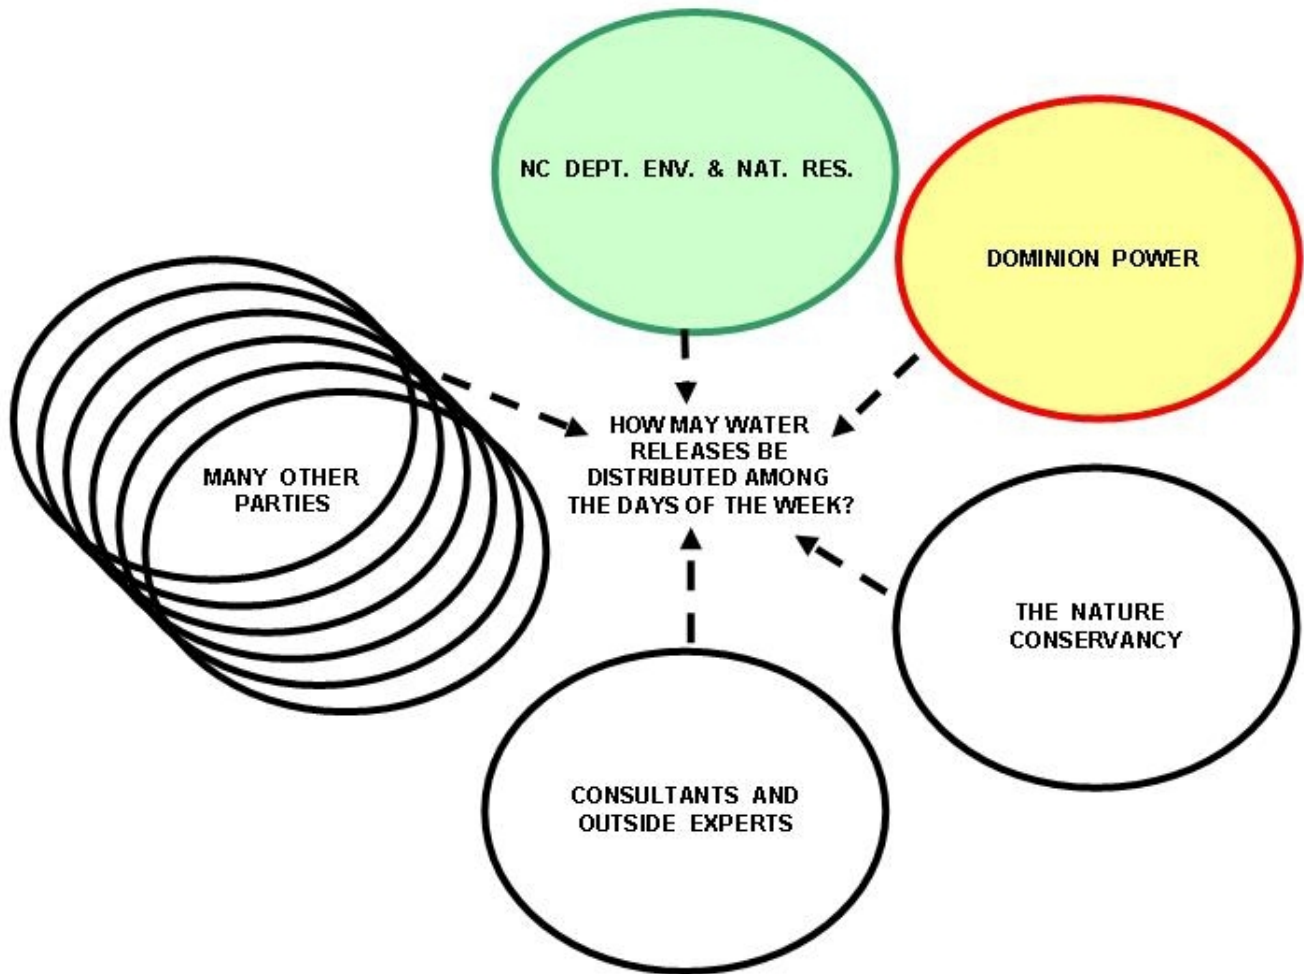 NC DEPT. ENV. & NAT. RES.
DOMINION POWER
HOW MAY WATER
RELEASES BE
DISTRIBUTED AMONG
THE DAYS OF THE WEEK?
MANY OTHER
PARTIES
THE NATURE
CONSERVANCY
CONSULTANTS AND
OUTSIDE EXPERTS